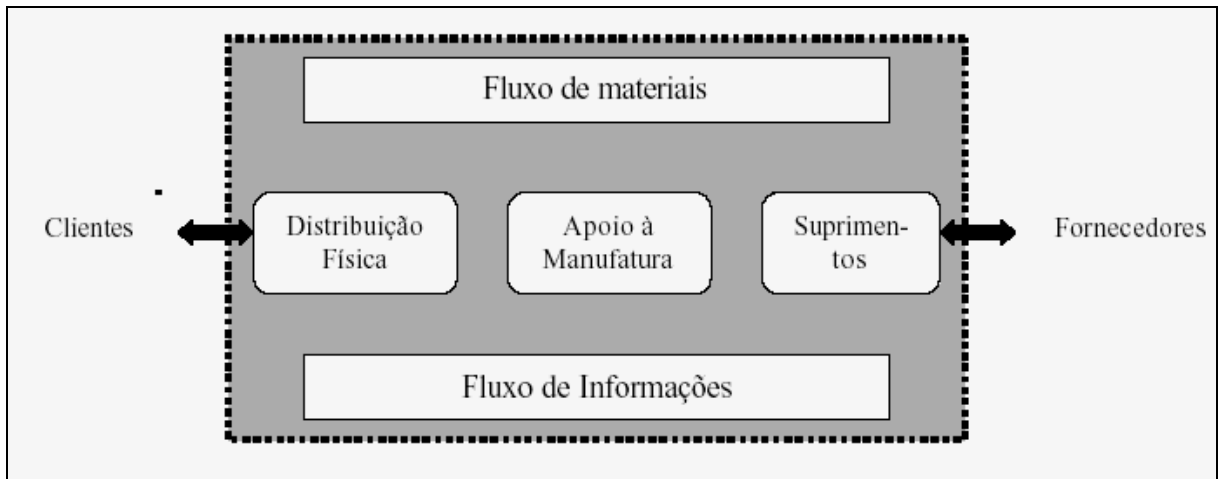 Fluxo de materiais
Clientes
Distribuição
Física
Apoio à
Manufatura
Suprimen-
tos
Fornecedores
Fluxo de Informações